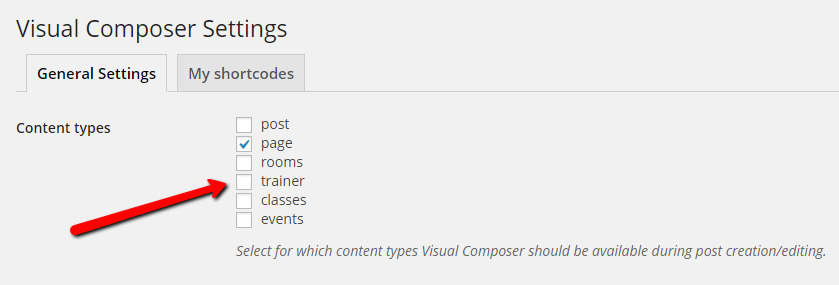 Visual Composer Settings
General Settings
My shortcodes
Content types
post
page
rooms
trainer
classes
events
Select for which content types Visual Composer should be available during post creation/editing.